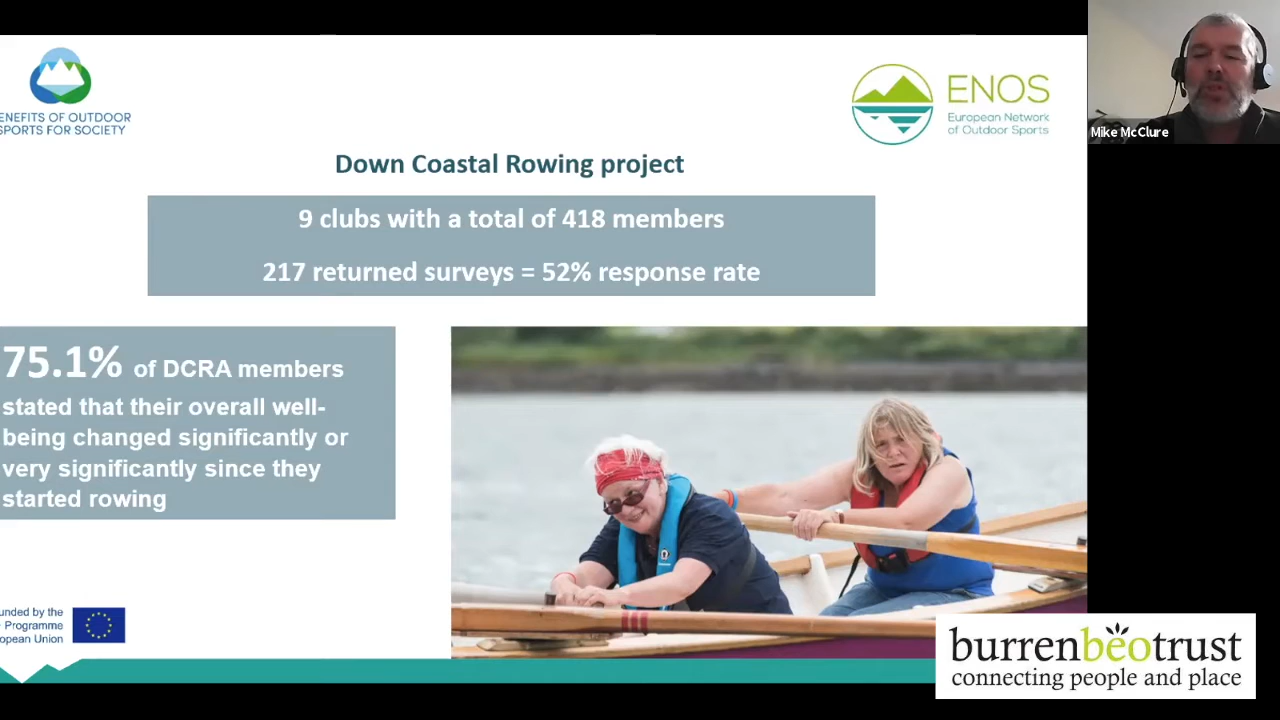 ENEFITS OF OUTDOOR
SPORTS FOR SOCIETY
ENOS
European Network
of Outdoor Sports
Mike McClure
Down Coastal Rowing project
9 clubs with a total of 418 members
217 returned surveys = 52% response rate
75.1% of DCRA members
stated that their overall well-
being changed significantly or
very significantly since they
started rowing
unded by the
+ Programme
ropean Union
burrenbeotrust
connecting people and place